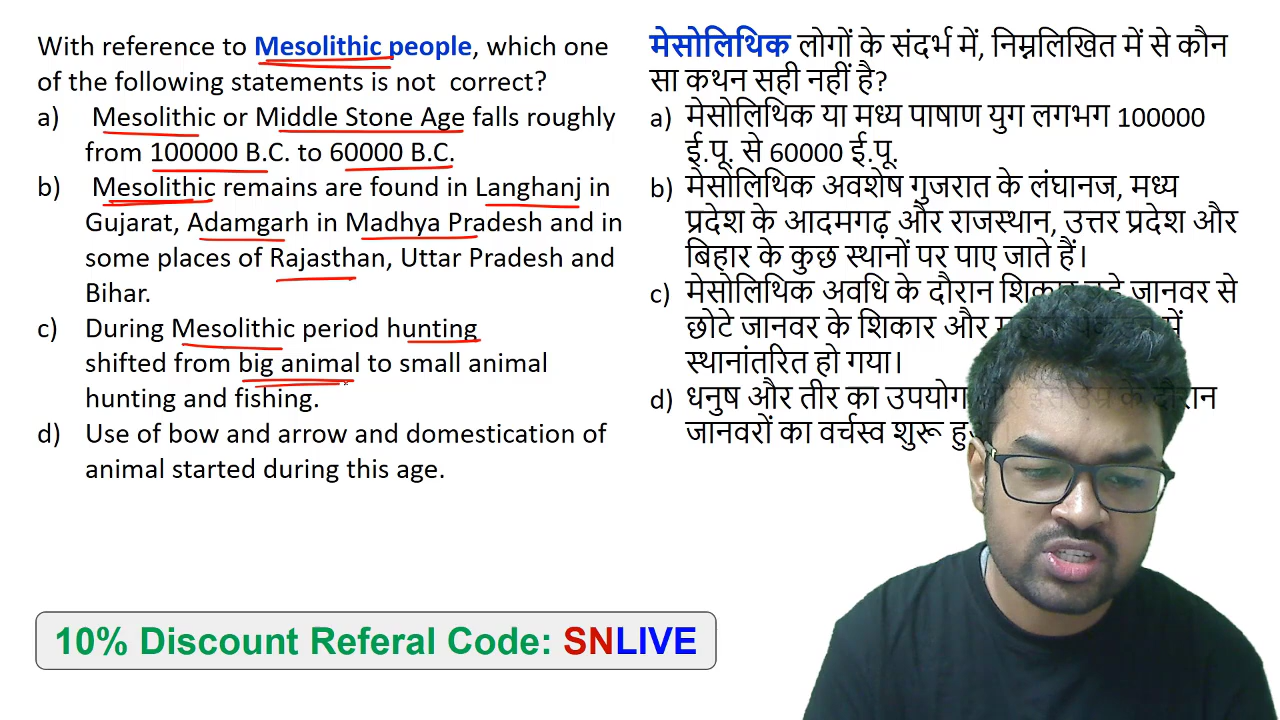 With reference to Mesolithic people, which one
of the following statements is not correct?
a) Mesolithic or Middle Stone Age falls roughly
from 100000 B.C. to 60000 B.C.
b) Mesolithic remains are found in Langhanj in
Gujarat, Adamgarh in Madhya Pradesh and in
some places of Rajasthan, Uttar Pradesh and
Bihar.
c) During Mesolithic period hunting
shifted from big animal to small animal
hunting and fishing.
d) Use of bow and arrow and domestication of
animal started during this age.
मेसोलिथिक लोगों के संदर्भ में, निम्नलिखित में से कौन
सा कथन सही नहीं है?
a) मेसोलिथिक या मध्य पाषाण युग लगभग 100000
ई.पू. से 60000 ई.पू.
b) मेसोलिथिक अवशेष गुजरात के लंघानज, मध्य
प्रदेश के आदमगढ़ और राजस्थान, उत्तर प्रदेश और
बिहार के कुछ स्थानों पर पाए जाते हैं।
c) मेसोलिथिक अवधि के दौरान शिकार जानवर से
छोटे जानवर के शिकार और में
स्थानांतरित हो गया।
d) धनुष और तीर का उपयोग के दौरान
जानवरों का वर्चस्व शुरू
10% Discount Referal Code: SNLIVE